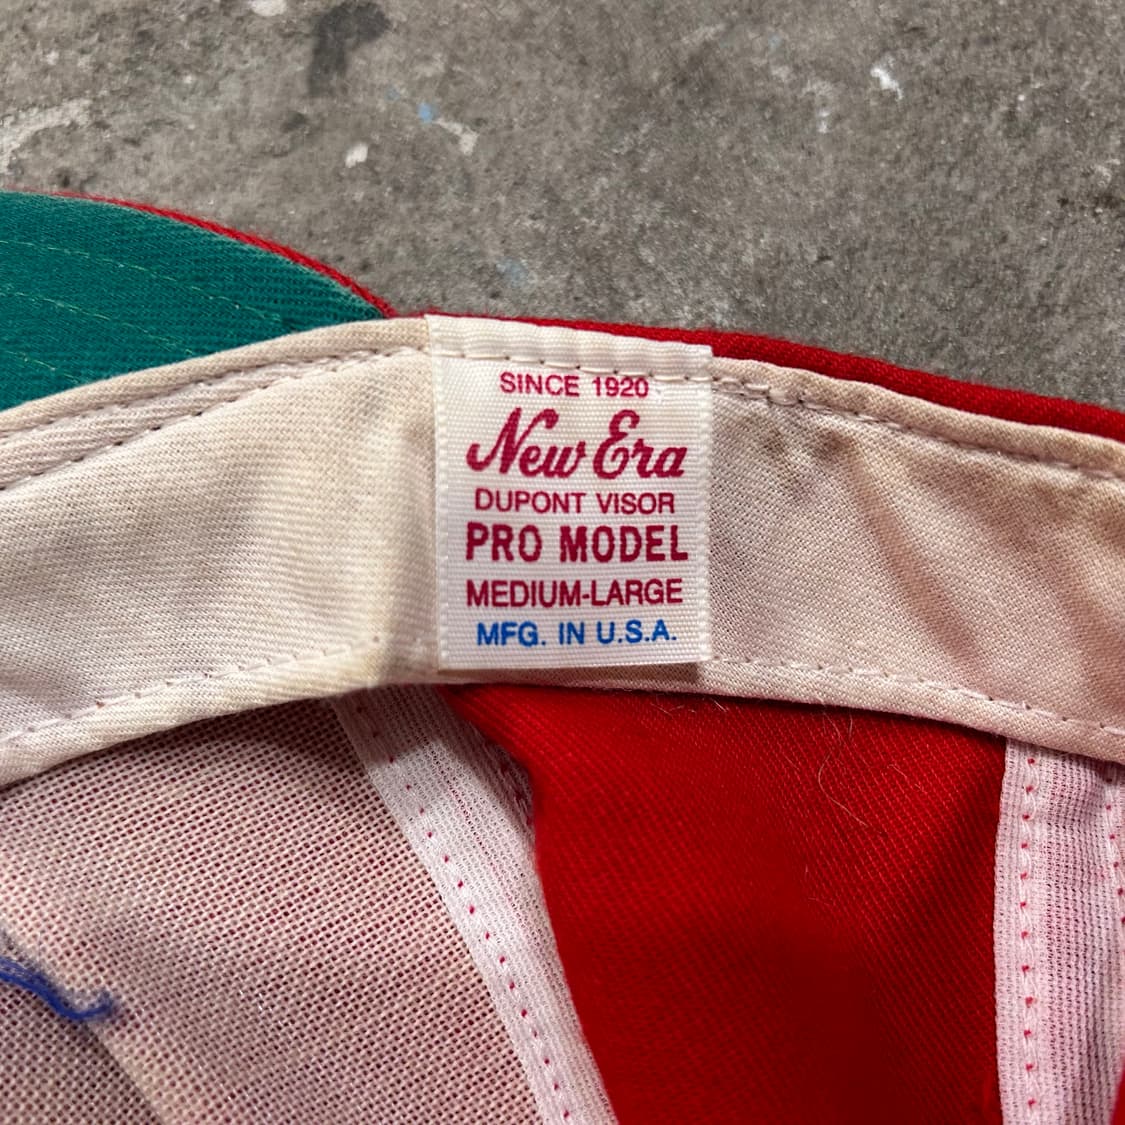 SINCE 1920
New Era
DUPONT VISOR
PRO MODEL
MEDIUM-LARGE
MFG. IN U.S.A.